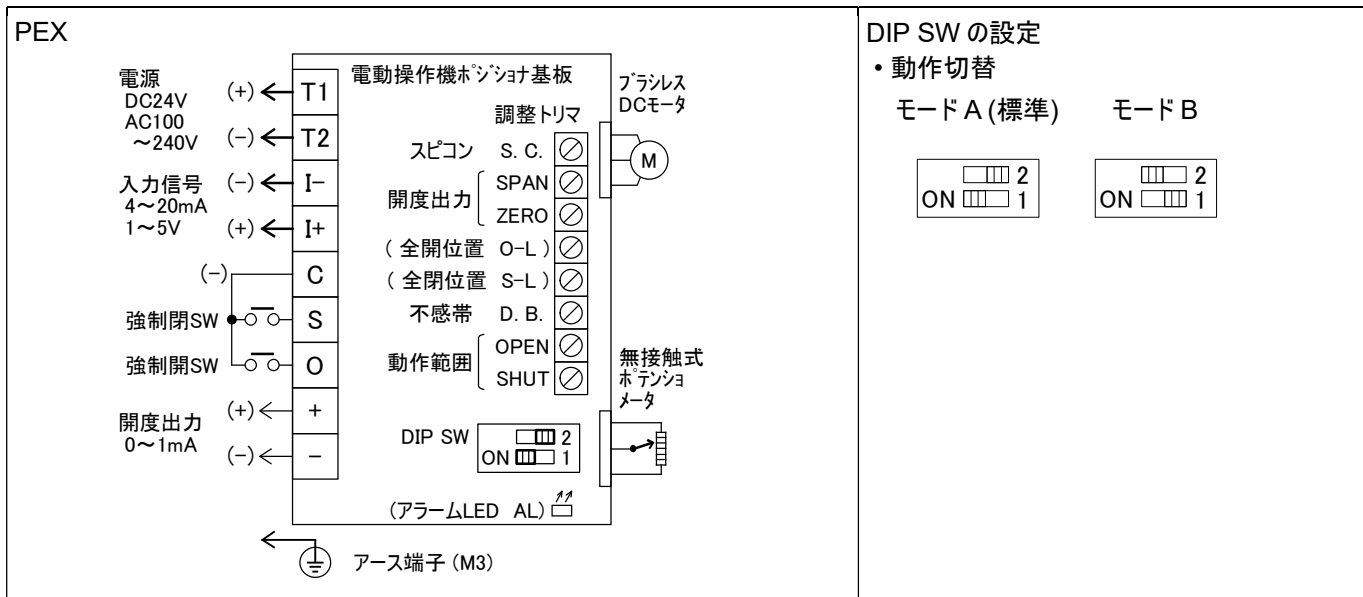 PEX
電源
DC24V
AC100
～240V
(+) T1
(−) T2
入力信号
4～20mA
1～5V
(−) I−
(+) I+
(−) C
強制閉SW S
強制開SW O
開度出力
0～1mA
(+) +
(−) −
電動操作機ﾎﾟｼﾞｼｮﾅ基板
調整トリマ
スピコン S. C.
開度出力
SPAN
ZERO
( 全開位置 O-L )
( 全閉位置 S-L )
不感帯 D. B.
動作範囲
OPEN
SHUT
DIP SW
2
ON 1
(アラームLED AL)
ﾌﾞﾗｼﾚｽ
DCﾓｰﾀ
M
無接触式
ﾎﾟﾃﾝｼｮ
ﾒｰﾀ
アース端子 (M3)
DIP SW の設定
・動作切替
モード A (標準) モード B
2 2
ON 1 ON 1